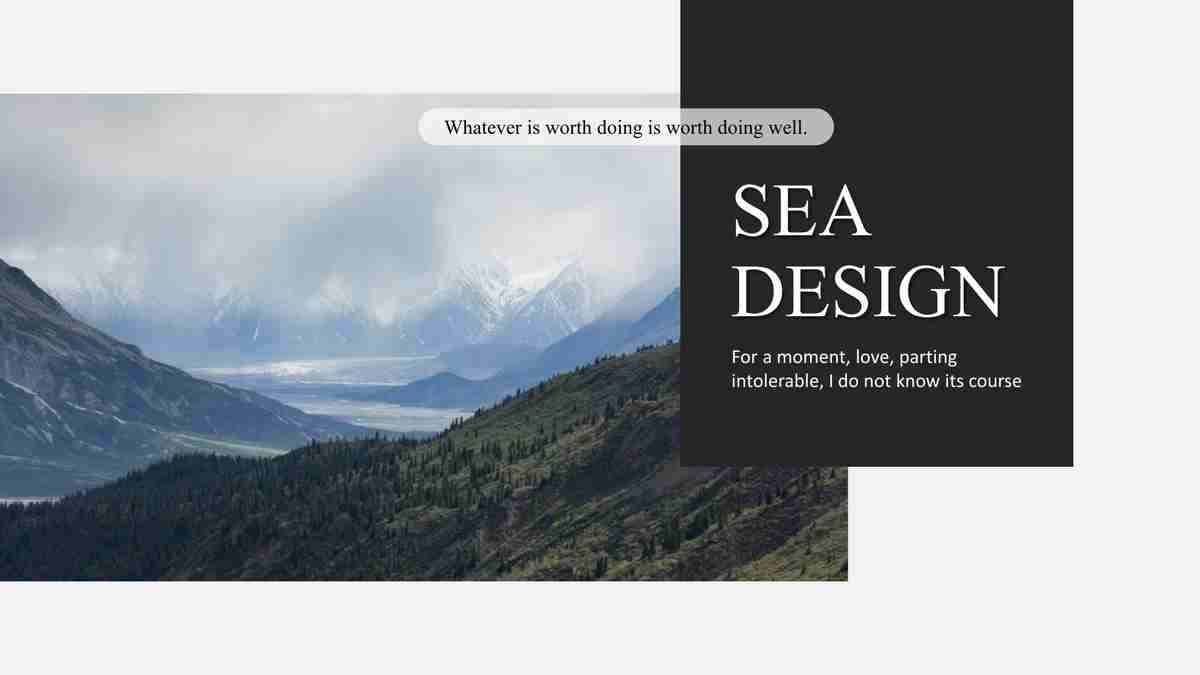 Whatever is worth doing is worth doing well.
SEA
DESIGN
For a moment, love, parting
intolerable, I do not know its course